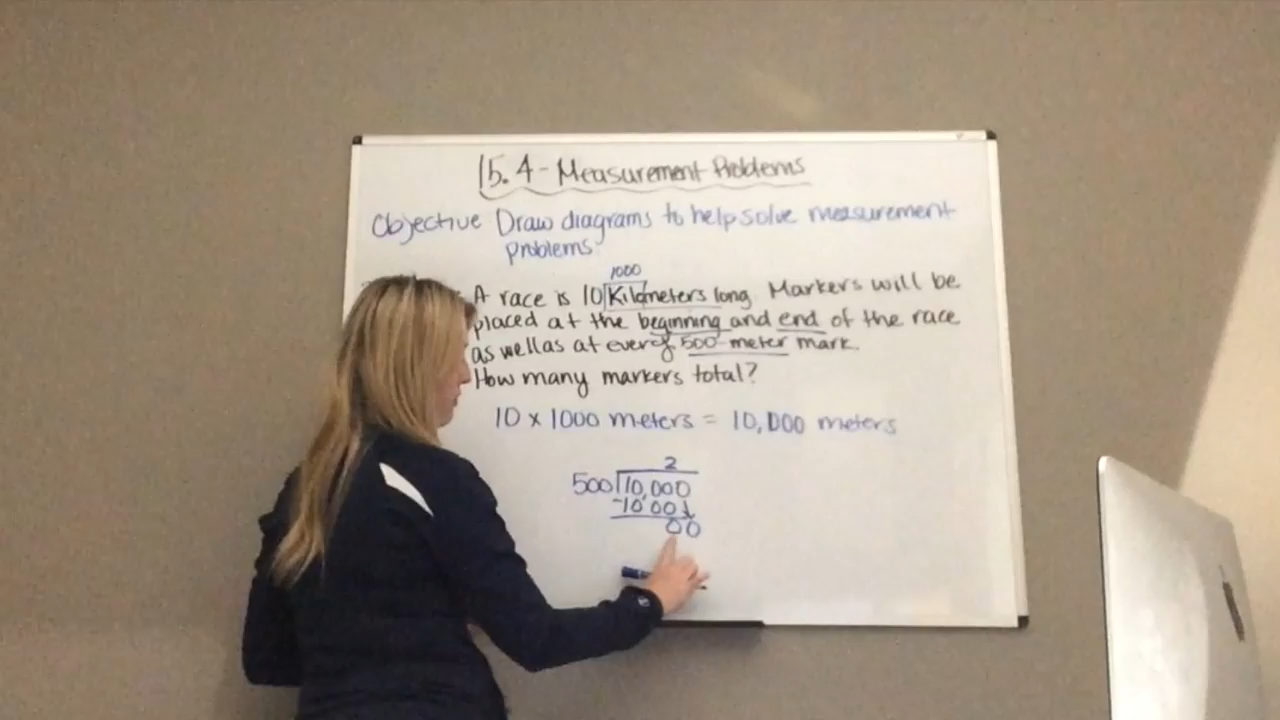 15.4 - Measurement Problems
Objective Draw diagrams to help solve measurement
problems
1000
A race is 10 Kilometers long. Markers will be
placed at the beginning and end of the race
as well as at every 500-meter mark.
How many markers total?
10 x 1000 meters = 10,000 meters
2
500 10,000
-1000
00